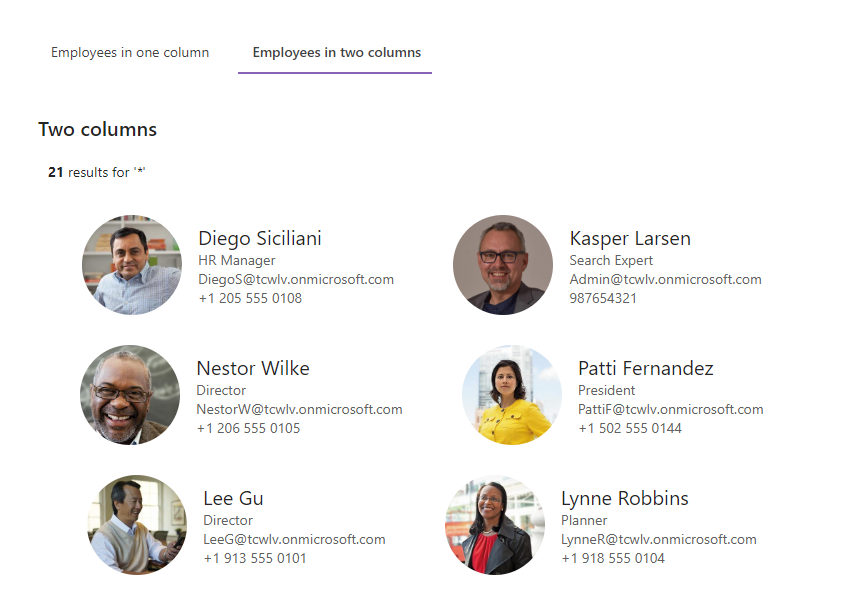 Employees in one column
Employees in two columns
Two columns
21 results for '*'
Diego Siciliani
HR Manager
DiegoS@tcwlv.onmicrosoft.com
+1 205 555 0108
Kasper Larsen
Search Expert
Admin@tcwlv.onmicrosoft.com
987654321
Nestor Wilke
Director
NestorW@tcwlv.onmicrosoft.com
+1 206 555 0105
Patti Fernandez
President
PattiF@tcwlv.onmicrosoft.com
+1 502 555 0144
Lee Gu
Director
LeeG@tcwlv.onmicrosoft.com
+1 913 555 0101
Lynne Robbins
Planner
LynneR@tcwlv.onmicrosoft.com
+1 918 555 0104